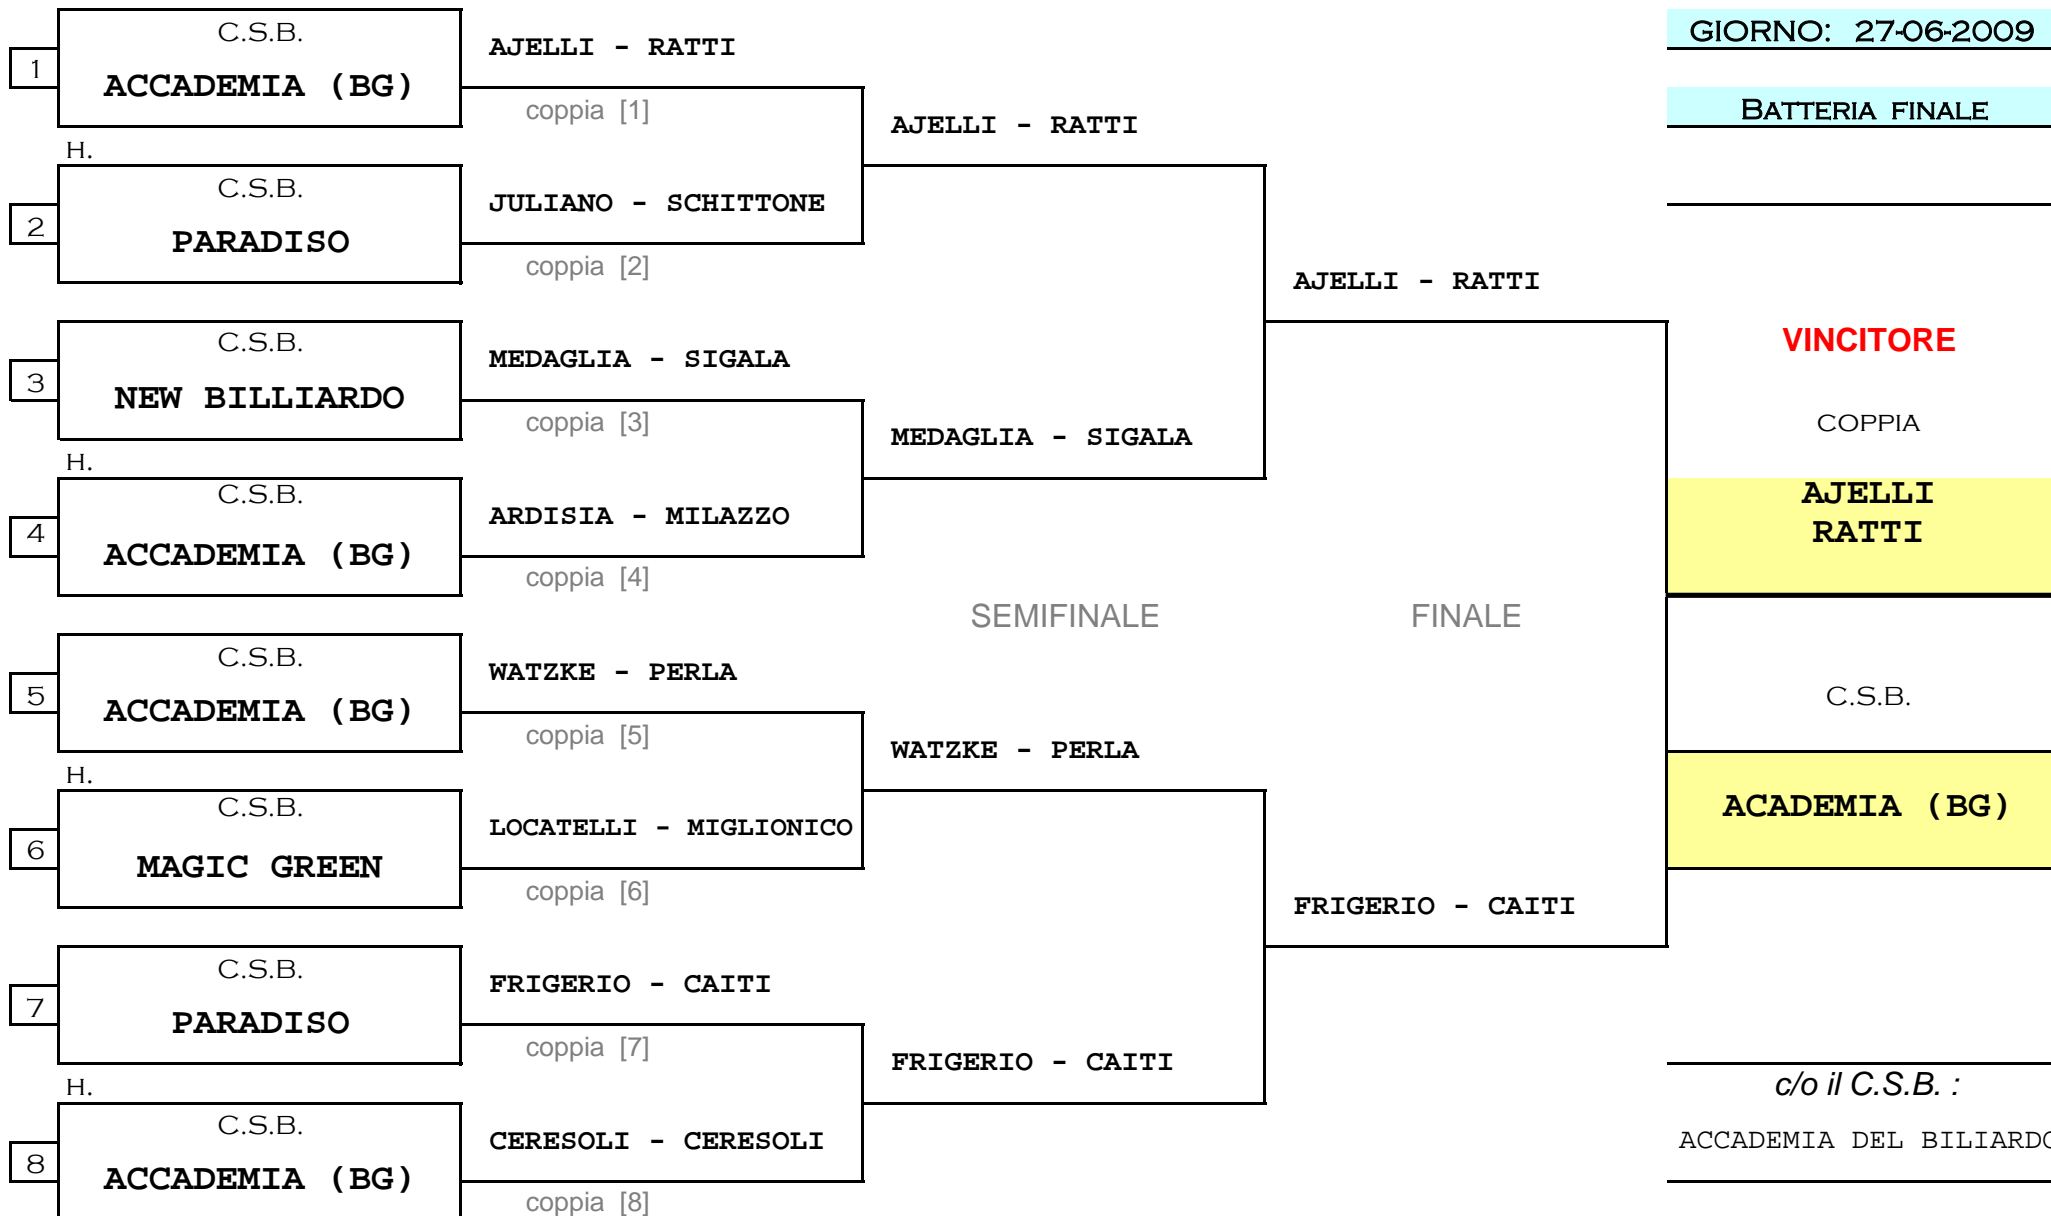 GIORNO: 27-06-2009
BATTERIA FINALE
1
C.S.B.
ACCADEMIA (BG)
AJELLI - RATTI
coppia [1]
H.
2
C.S.B.
PARADISO
JULIANO - SCHITTONE
coppia [2]
3
C.S.B.
NEW BILLIARDO
MEDAGLIA - SIGALA
coppia [3]
H.
4
C.S.B.
ACCADEMIA (BG)
ARDISIA - MILAZZO
coppia [4]
5
C.S.B.
ACCADEMIA (BG)
WATZKE - PERLA
coppia [5]
H.
6
C.S.B.
MAGIC GREEN
LOCATELLI - MIGLIONICO
coppia [6]
7
C.S.B.
PARADISO
FRIGERIO - CAITI
coppia [7]
H.
8
C.S.B.
ACCADEMIA (BG)
CERESOLI - CERESOLI
coppia [8]
AJELLI - RATTI
MEDAGLIA - SIGALA
SEMIFINALE
WATZKE - PERLA
FRIGERIO - CAITI
AJELLI - RATTI
FINALE
FRIGERIO - CAITI
VINCITORE
COPPIA
AJELLI
RATTI
C.S.B.
ACADEMIA (BG)
c/o il C.S.B. :
ACCADEMIA DEL BILIARDO